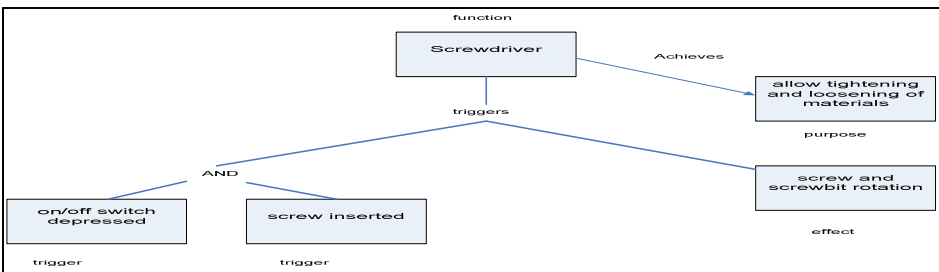 function
Screwdriver
Achieves
allow tightening
and loosening of
materials
purpose
triggers
AND
on/off switch
depressed
trigger
screw inserted
trigger
screw and
screwbit rotation
effect